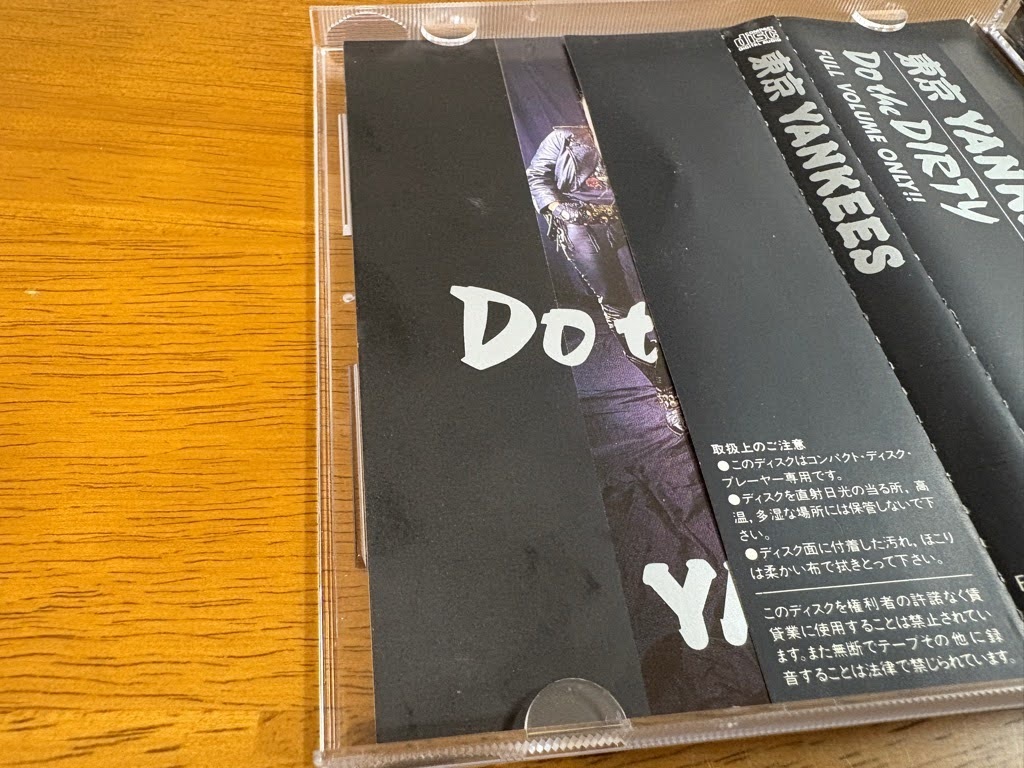 Do t
Y
東京 YANKEES
東京 YANK
Do the DIRTY
FULL VOLUME ONLY!!
取扱上のご注意
●このディスクはコンパクト・ディスク・
プレーヤー専用です。
●ディスクを直射日光の当る所，高
温，多湿な場所には保管しないで下
さい。
●ディスク面に付着した汚れ，ほこり
は柔かい布で拭きとって下さい。
このディスクを権利者の許諾なく賃
貸業に使用することは禁止されてい
ます。また無断でテープその他に録
音することは法律で禁じられています。